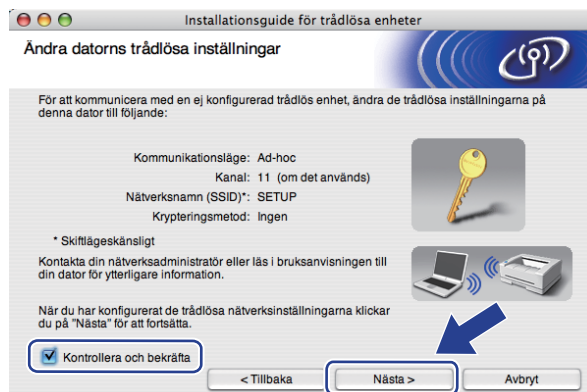 Installationsguide för trådlösa enheter
Ändra datorns trådlösa inställningar
För att kommunicera med en ej konfigurerad trådlös enhet, ändra de trådlösa inställningarna på
denna dator till följande:
Kommunikationsläge: Ad-hoc
Kanal: 11 (om det används)
Nätverksnamn (SSID)*: SETUP
Krypteringsmetod: Ingen
* Skiftlägeskänsligt
Kontakta din nätverksadministratör eller läs i bruksanvisningen till
din dator för ytterligare information.
När du har konfigurerat de trådlösa nätverksinställningarna klickar
du på "Nästa" för att fortsätta.
Kontrollera och bekräfta
< Tillbaka
Nästa >
Avbryt